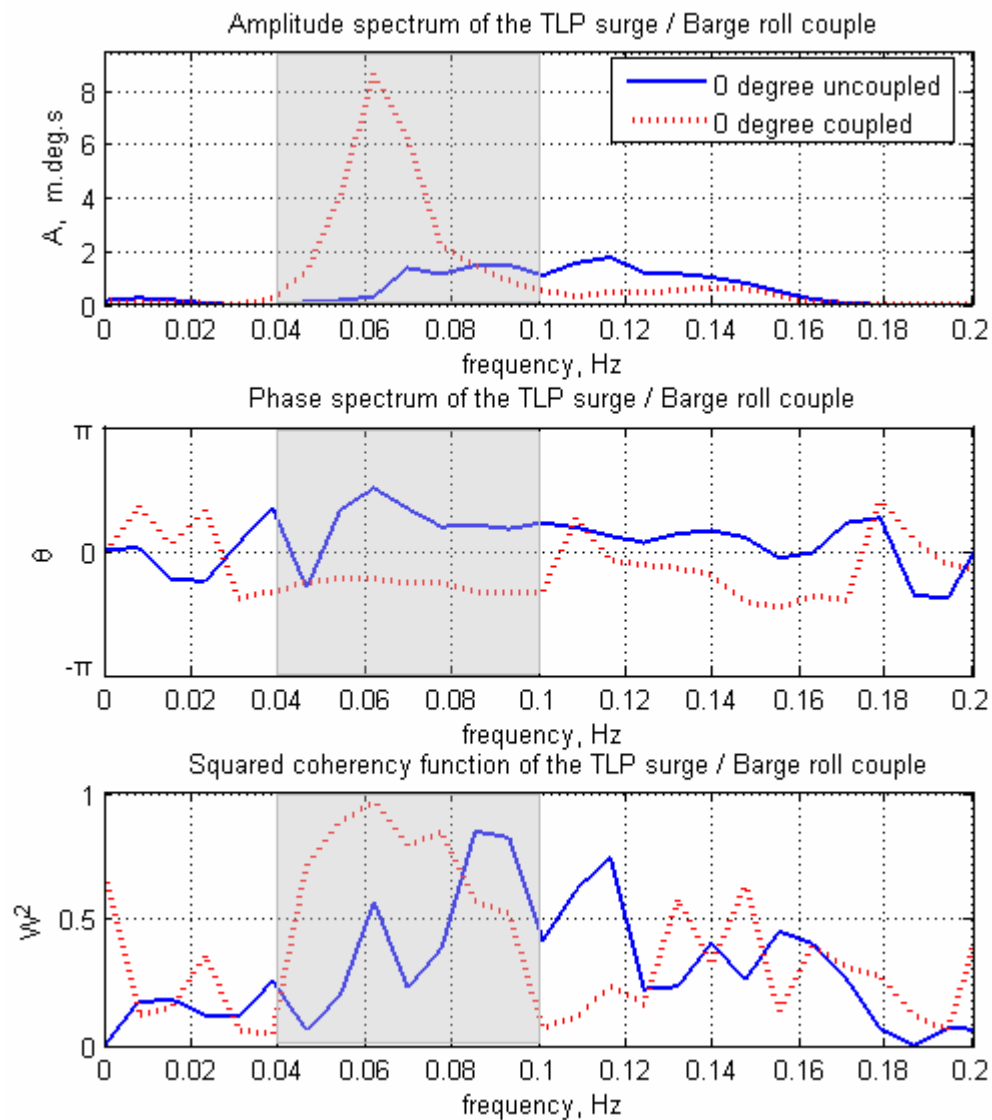 Amplitude spectrum of the TLP surge / Barge roll couple
8
6
4
2
0
A, m.deg.s
0 degree uncoupled
0 degree coupled
0 0.02 0.04 0.06 0.08 0.1 0.12 0.14 0.16 0.18 0.2
frequency, Hz
Phase spectrum of the TLP surge / Barge roll couple
π
0
-π
θ
0 0.02 0.04 0.06 0.08 0.1 0.12 0.14 0.16 0.18 0.2
frequency, Hz
Squared coherency function of the TLP surge / Barge roll couple
1
0.5
0
W²
0 0.02 0.04 0.06 0.08 0.1 0.12 0.14 0.16 0.18 0.2
frequency, Hz